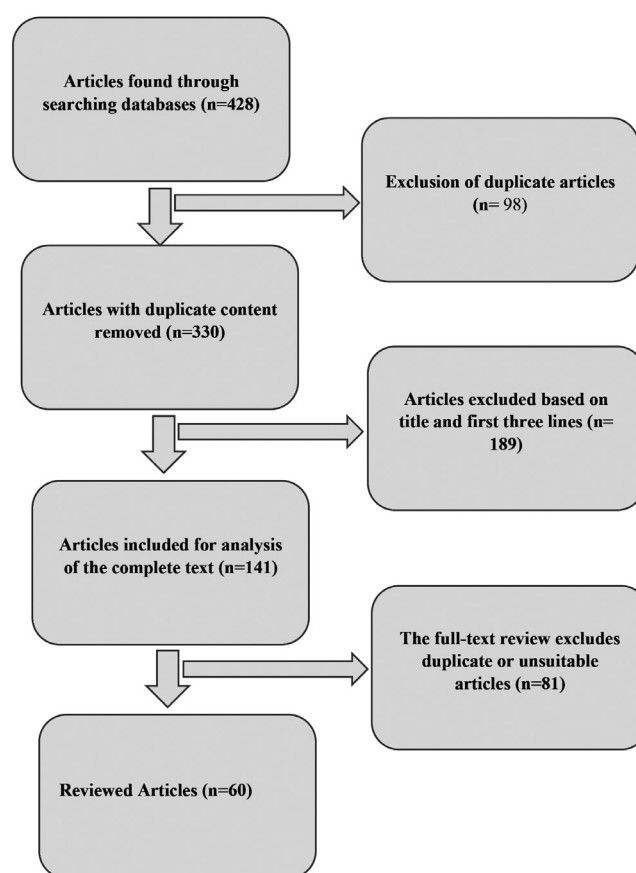 Articles found through
searching databases (n=428)
Exclusion of duplicate articles
(n= 98)
Articles with duplicate content
removed (n=330)
Articles excluded based on
title and first three lines (n=
189)
Articles included for analysis
of the complete text (n=141)
The full-text review excludes
duplicate or unsuitable
articles (n=81)
Reviewed Articles (n=60)